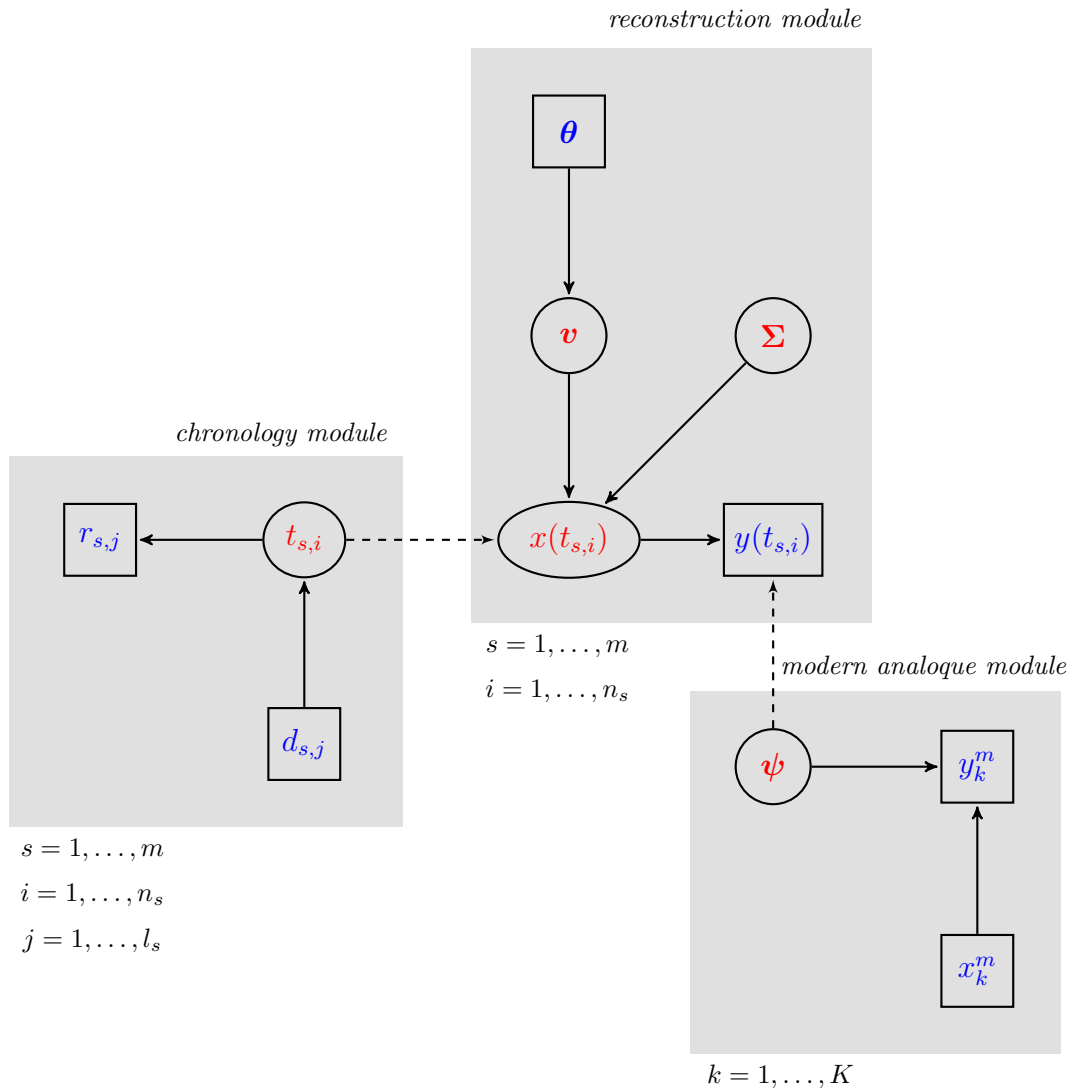 reconstruction module
θ
v
Σ
chronology module
r_{s,j}
t_{s,i}
x(t_{s,i})
y(t_{s,i})
d_{s,j}
s = 1, . . . , m
i = 1, . . . , n_s
modern analoque module
ψ
y_k^m
s = 1, . . . , m
i = 1, . . . , n_s
j = 1, . . . , l_s
x_k^m
k = 1, . . . , K